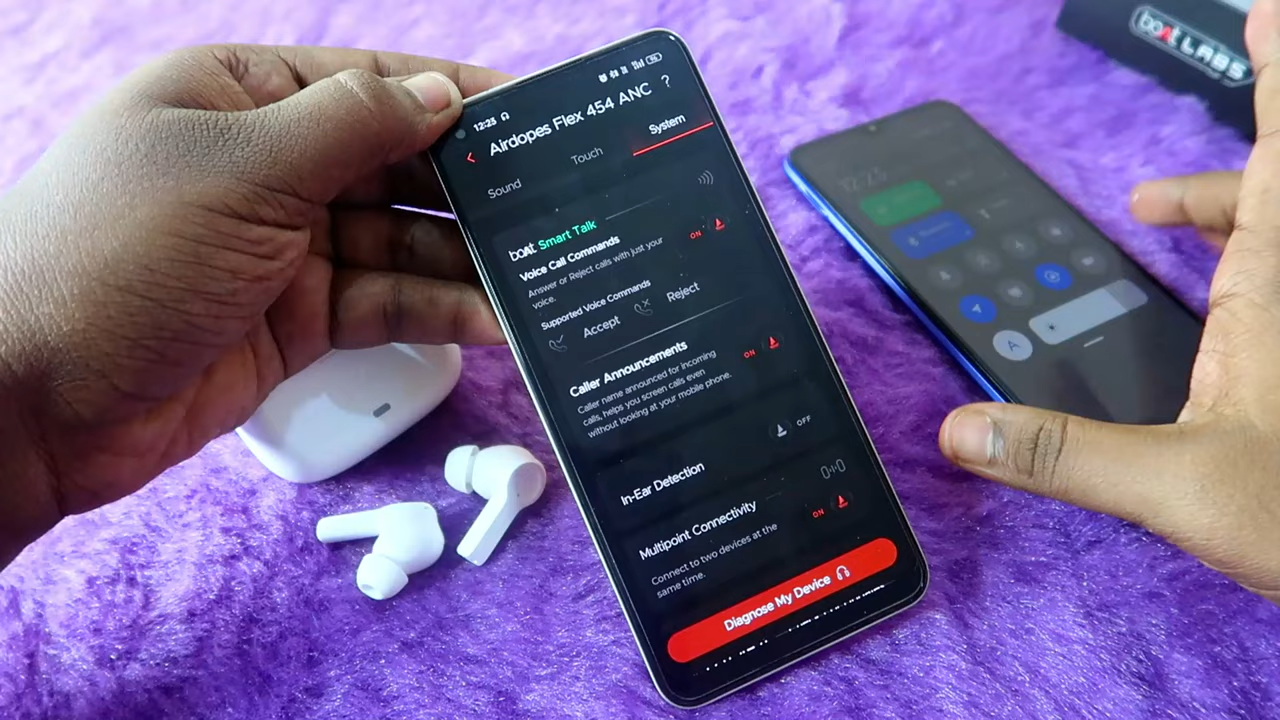 12:23
Airdopes Flex 454 ANC ?
Sound Touch System
boAt Smart Talk
Voice Call Commands
ON
Answer or Reject calls with just your
voice.
Supported Voice Commands
Accept Reject
Caller Announcements
ON
Caller name announced for incoming
calls, helps you screen calls even
without looking at your mobile phone.
OFF
In-Ear Detection
Multipoint Connectivity
ON
Connect to two devices at the
same time.
Diagnose My Device
boAt LABS
12:23
A